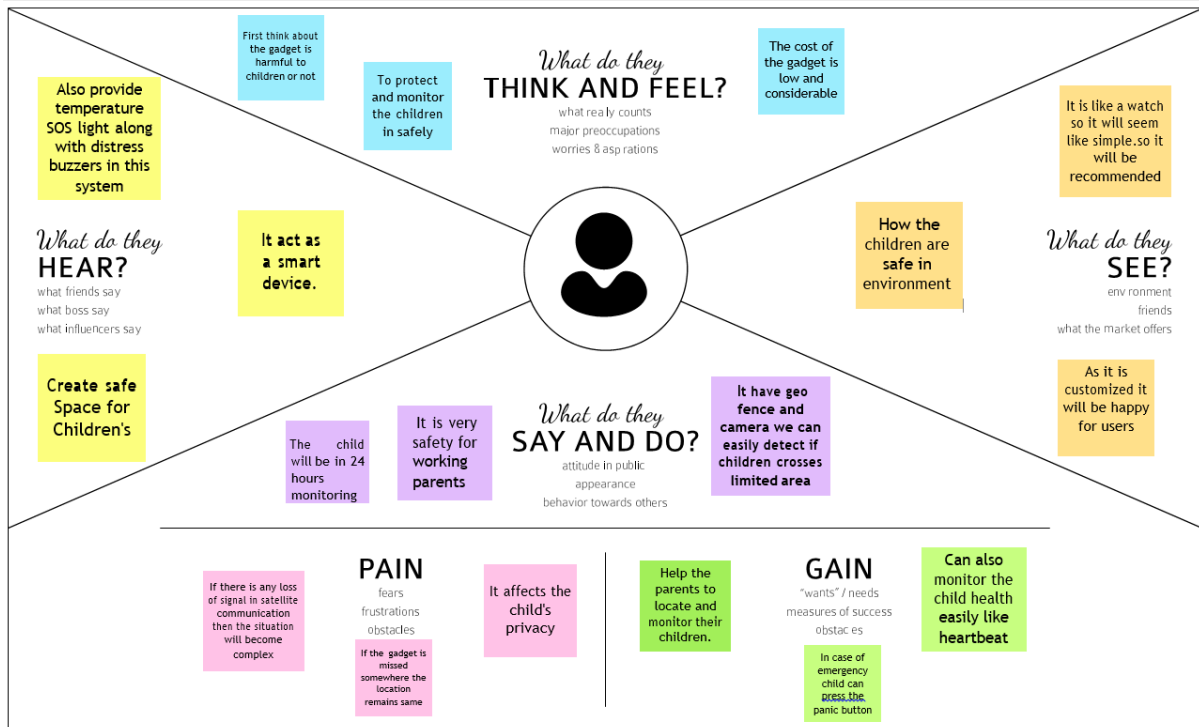 First think about
the gadget is
harmful to
children or not
To protect
and monitor
the children
in safely
What do they
THINK AND FEEL?
what really counts
major preoccupations
worries & aspirations
The cost of
the gadget is
low and
considerable
Also provide
temperature
SOS light along
with distress
buzzers in this
system
What do they
HEAR?
what friends say
what boss say
what influencers say
It act as
a smart
device.
Create safe
Space for
Children's
It is like a watch
so it will seem
like simple.so it
will be
recommended
How the
children are
safe in
environment
What do they
SEE?
environment
friends
what the market offers
As it is
customized it
will be happy
for users
The child
will be in 24
hours
monitoring
It is very
safety for
working
parents
What do they
SAY AND DO?
attitude in public
appearance
behavior towards others
It have geo
fence and
camera we can
easily detect if
children crosses
limited area
If there is any loss
of signal in satellite
communication
then the situation
will become
complex
PAIN
fears
frustrations
obstacles
If the gadget is
missed
somewhere the
location
remains same
It affects the
child's
privacy
Help the
parents to
locate and
monitor their
children.
GAIN
"wants" / needs
measures of success
obstacles
In case of
emergency
child can
press the
panic button
Can also
monitor the
child health
easily like
heartbeat